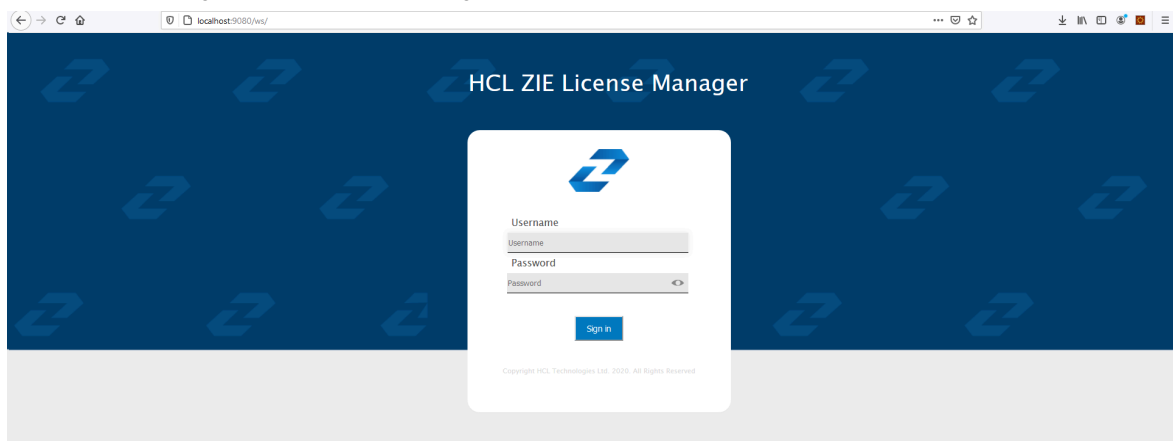 localhost:9080/ws/
HCL ZIE License Manager
Username
Username
Password
Password
Sign in
Copyright HCL Technologies Ltd. 2020. All Rights Reserved